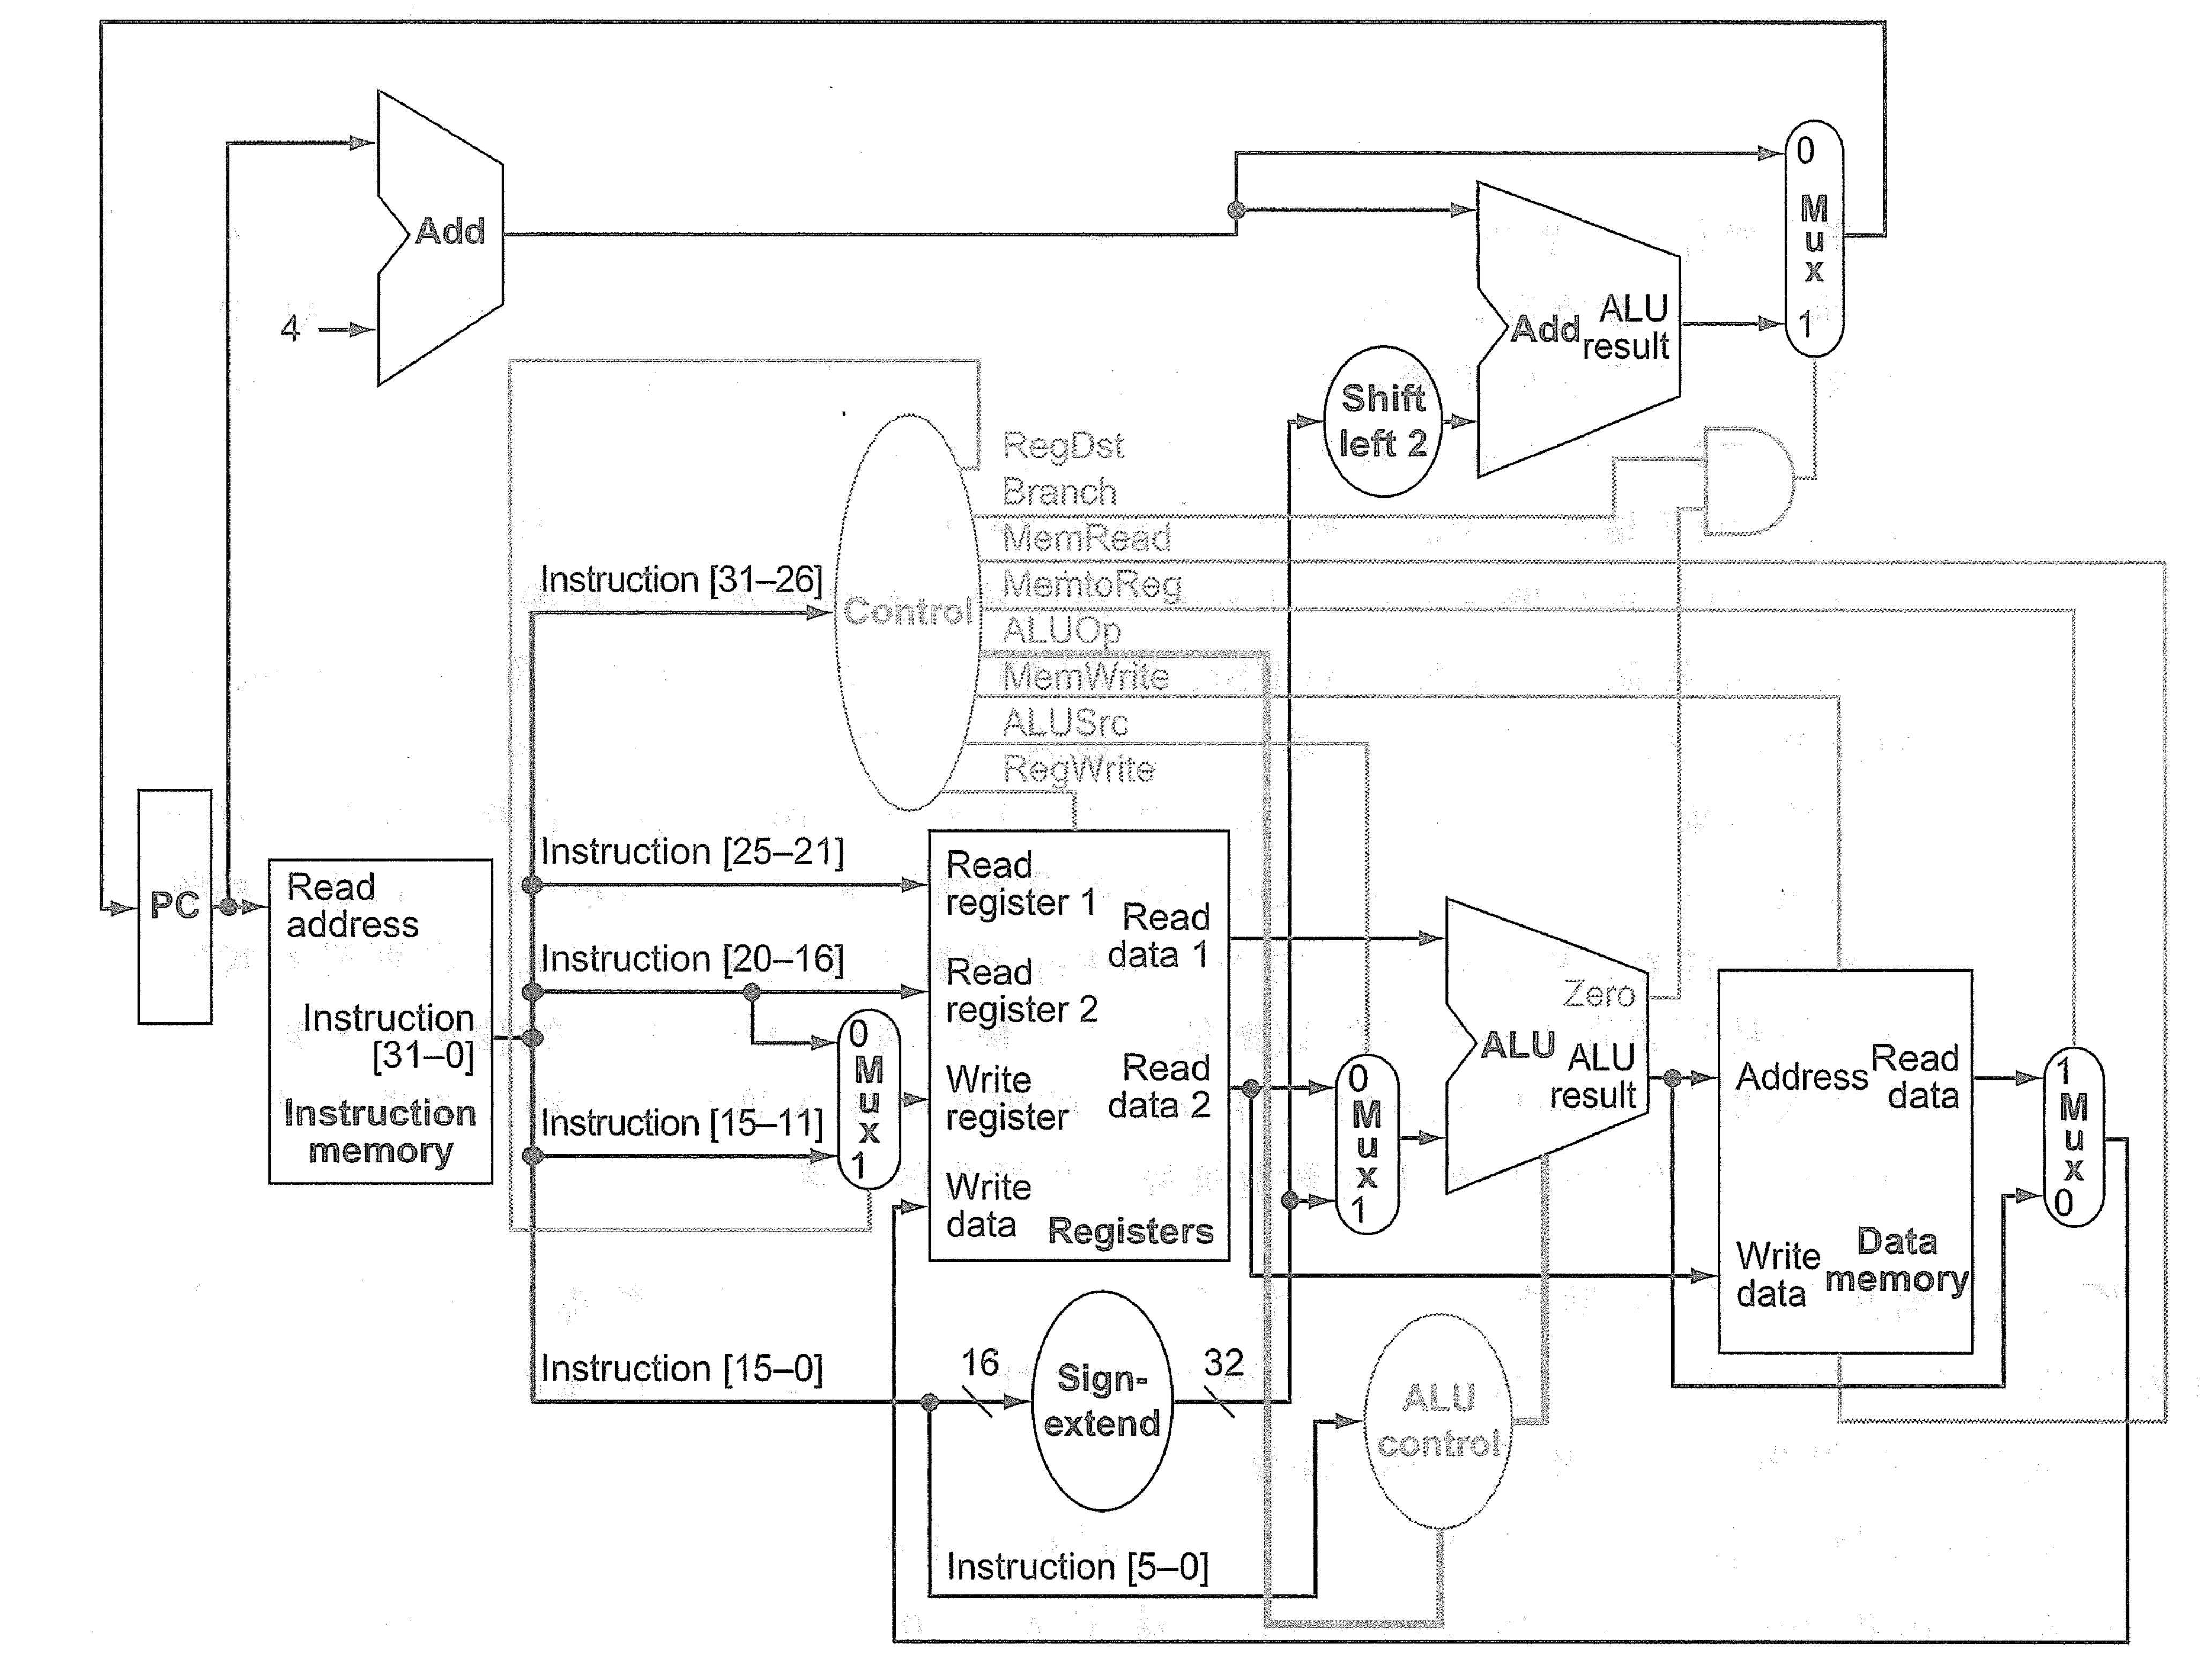 0
M
u
x
1
Add
4
Add
ALU
result
Shift
left 2
RegDst
Branch
MemRead
MemtoReg
ALUOp
MemWrite
ALUSrc
RegWrite
Control
Instruction [31–26]
Instruction [25–21]
Instruction [20–16]
Instruction [15–11]
Instruction [15–0]
Instruction [5–0]
PC
Read
address
Instruction
[31–0]
Instruction
memory
0
M
u
x
1
Read
register 1
Read
register 2
Write
register
Write
data
Read
data 1
Read
data 2
Registers
16
Sign-
extend
32
0
M
u
x
1
Zero
ALU
ALU
result
ALU
control
Address
Read
data
Write
data
Data
memory
1
M
u
x
0